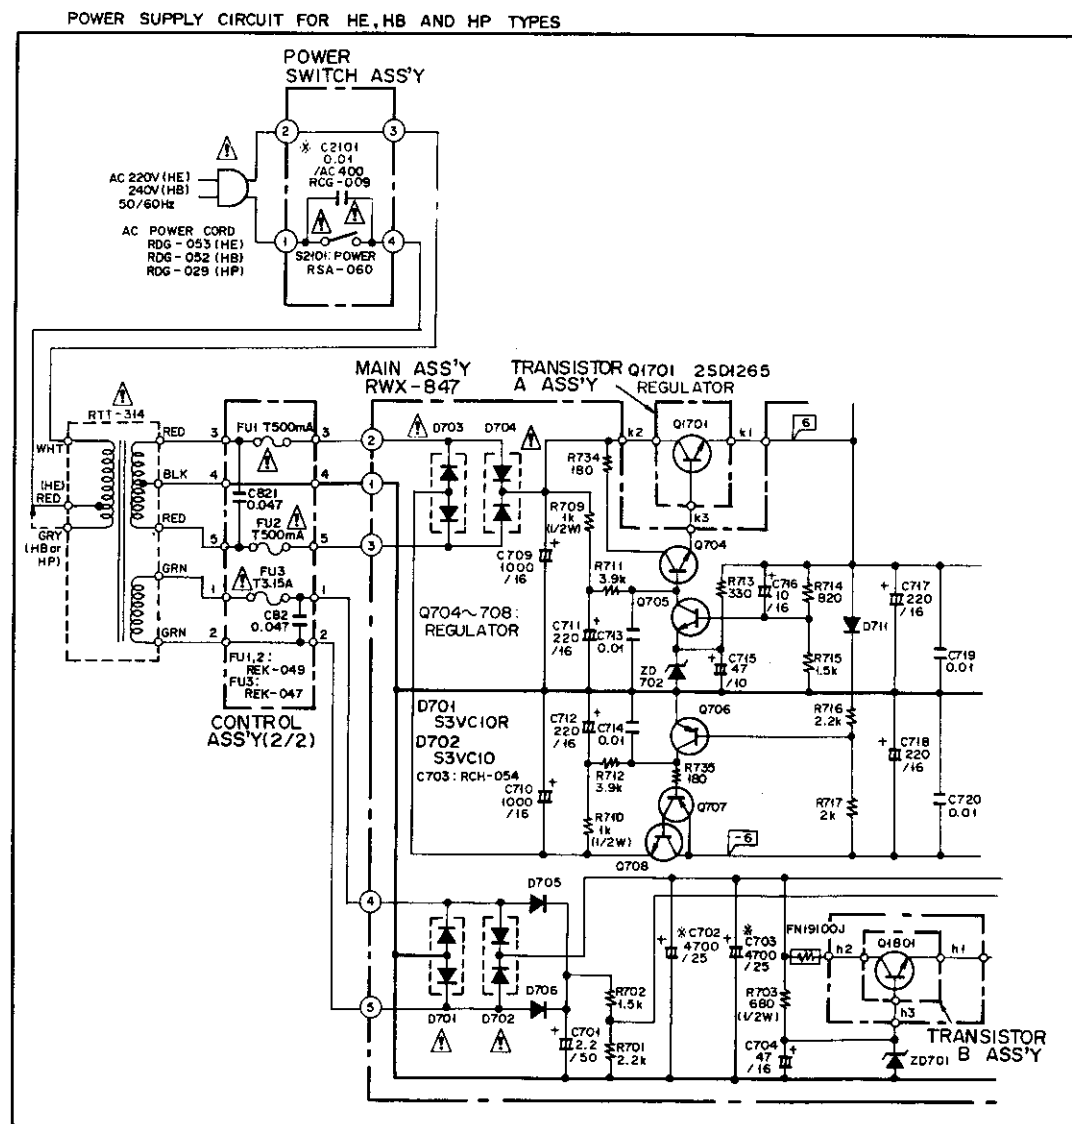 POWER SUPPLY CIRCUIT FOR HE, HB AND HP TYPES
POWER
SWITCH ASS'Y
2
3
※ C2101
0.01
/AC 400
RCG-009
AC 220V(HE)
240V(HB)
50/60Hz
AC POWER CORD
RDG-053 (HE)
RDG-052 (HB)
RDG-029 (HP)
1
4
S2101: POWER
RSA-060
MAIN ASS'Y
RWX-847
TRANSISTOR
A ASS'Y
Q1701 2SD1265
REGULATOR
RTT-314
WHT
(HE)
RED
GRY
(HB or
HP)
RED
BLK
RED
GRN
GRN
3
FU1 T500mA
3
4
4
C821
0.047
FU2
T500mA
5
5
FU3
T3.15A
1
1
C82
0.047
2
2
FU1,2:
REK-049
FU3:
REK-047
CONTROL
ASS'Y(2/2)
2
1
3
D703
D704
R734
180
k2
Q1701
k1
6
k3
R709
1k
(1/2W)
Q704
C709
1000
/16
R711
3.9k
Q704~708:
REGULATOR
Q705
R713
330
C716
10
/16
R714
820
C717
220
/16
D711
C711
220
/16
C713
0.01
ZD
702
C715
47
/10
R715
1.5k
C719
0.01
D701
S3VC10R
D702
S3VC10
C703: RCH-054
C712
220
/16
C714
0.01
Q706
R716
2.2k
C718
220
/16
C710
1000
/16
R712
3.9k
R735
180
Q707
R717
2k
C720
0.01
R710
1k
(1/2W)
Q708
-6
4
D705
5
D706
D701
D702
C701
2.2
/50
R702
1.5k
R701
2.2k
※ C702
4700
/25
※
C703
4700
/25
FN19100J
h2
Q1801
h1
h3
R703
680
(1/2W)
C704
47
/16
ZD701
TRANSISTOR
B ASS'Y